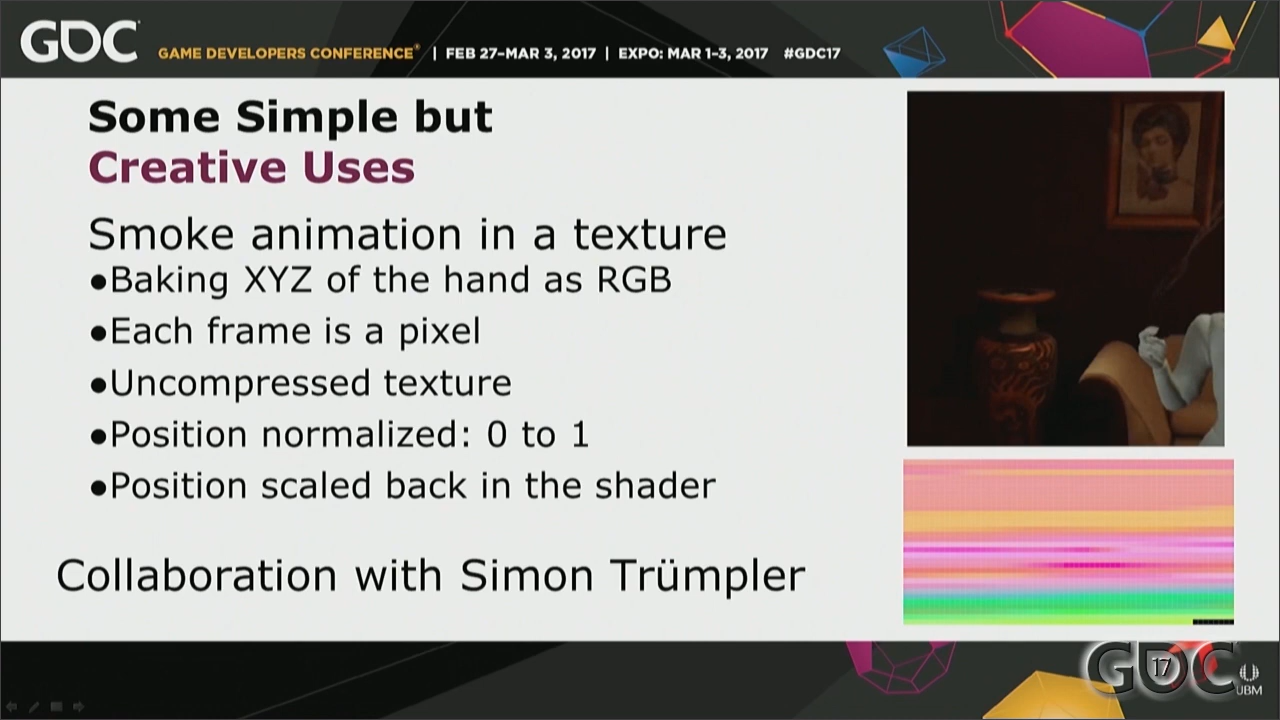 GDC GAME DEVELOPERS CONFERENCE® | FEB 27–MAR 3, 2017 | EXPO: MAR 1–3, 2017 #GDC17
Some Simple but
Creative Uses
Smoke animation in a texture
●Baking XYZ of the hand as RGB
●Each frame is a pixel
●Uncompressed texture
●Position normalized: 0 to 1
●Position scaled back in the shader
Collaboration with Simon Trümpler
GDC 17
UBM